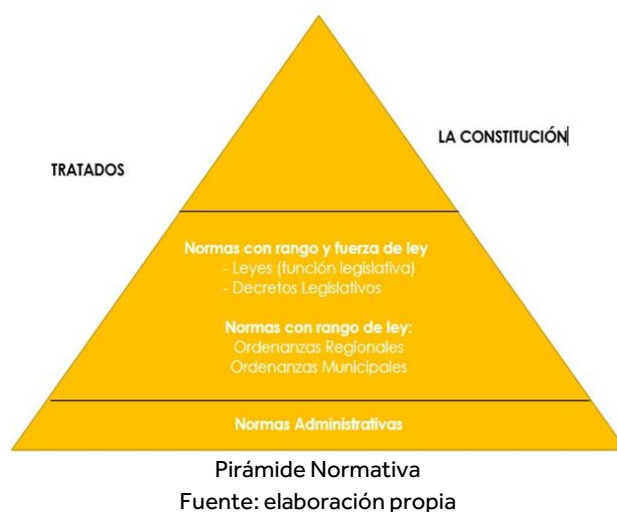 LA CONSTITUCIÓN
TRATADOS
Normas con rango y fuerza de ley
- Leyes (función legislativa)
- Decretos Legislativos
Normas con rango de ley:
Ordenanzas Regionales
Ordenanzas Municipales
Normas Administrativas
Pirámide Normativa
Fuente: elaboración propia